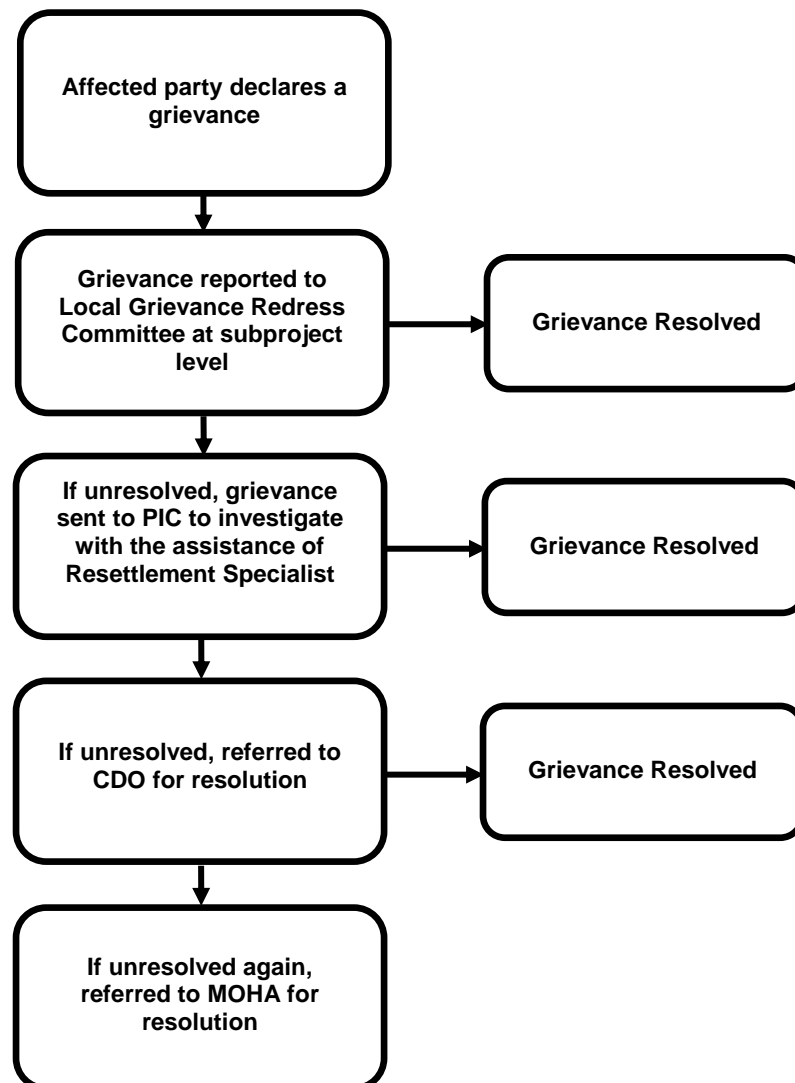 Affected party declares a
grievance
Grievance reported to
Local Grievance Redress
Committee at subproject
level
Grievance Resolved
If unresolved, grievance
sent to PIC to investigate
with the assistance of
Resettlement Specialist
Grievance Resolved
If unresolved, referred to
CDO for resolution
Grievance Resolved
If unresolved again,
referred to MOHA for
resolution